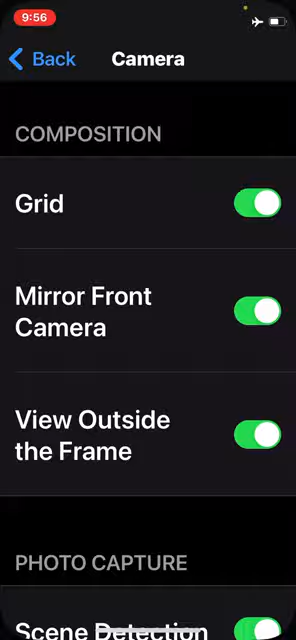 9:56
Back
Camera
COMPOSITION
Grid
Mirror Front
Camera
View Outside
the Frame
PHOTO CAPTURE
Scene Detection